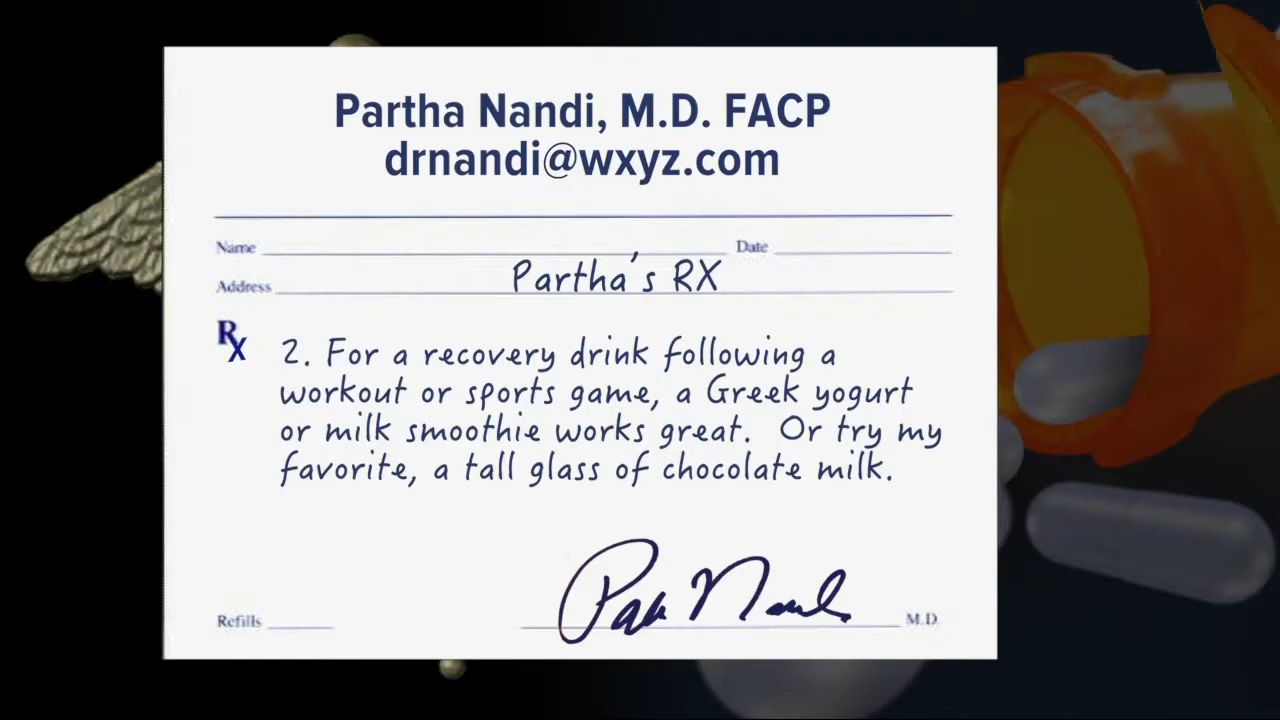 Partha Nandi, M.D. FACP
drnandi@wxyz.com
Name Date
Partha's RX
Address
Rx
2. For a recovery drink following a
workout or sports game, a Greek yogurt
or milk smoothie works great. Or try my
favorite, a tall glass of chocolate milk.
Refills M.D.